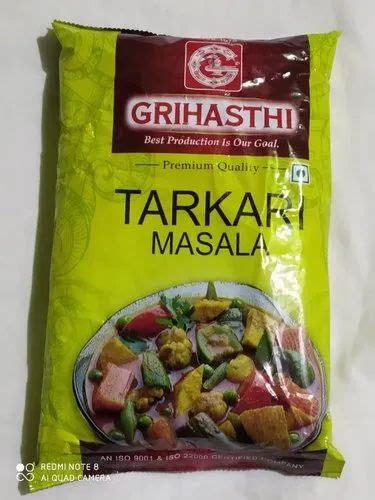 GRIHASTHI
Best Production Is Our Goal.
Premium Quality
TARKARI
MASALA
AN ISO 9001 & ISO 22000 CERTIFIED COMPANY
REDMI NOTE 8
AI QUAD CAMERA